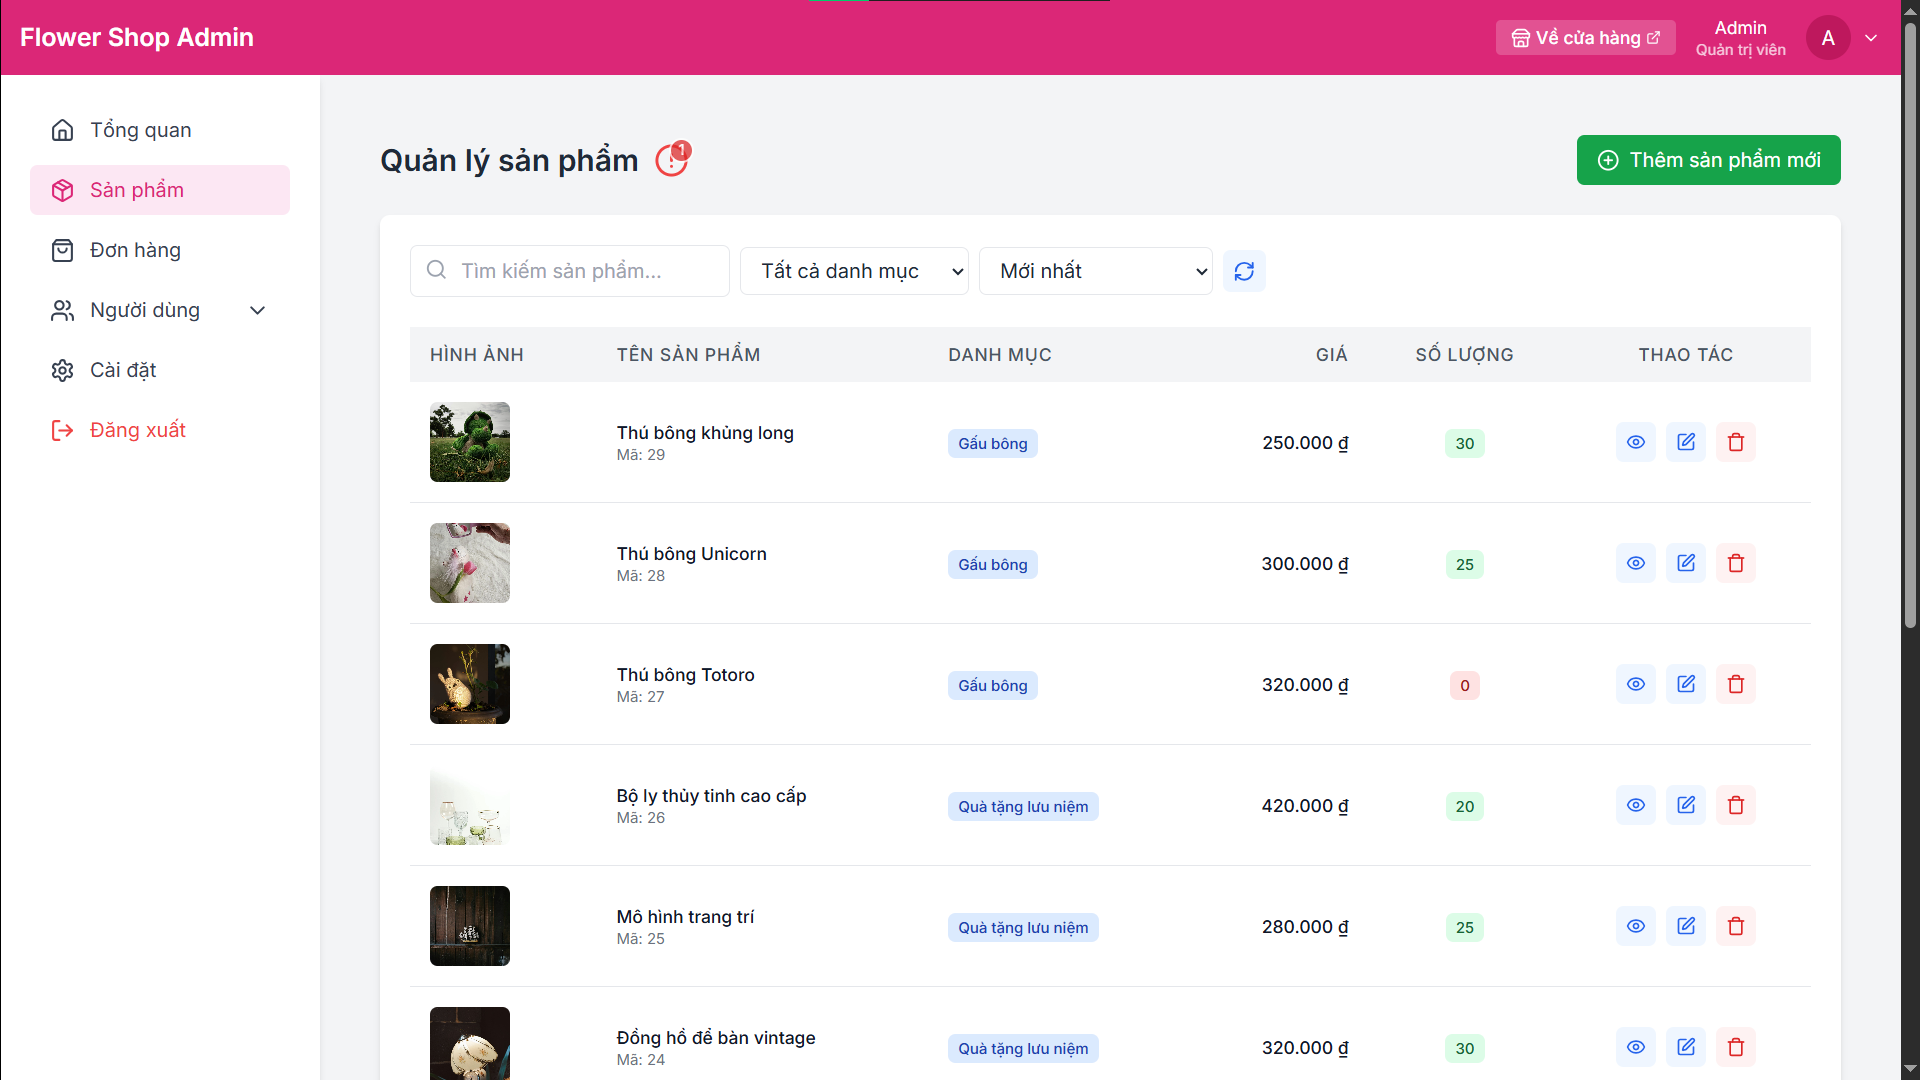 Flower Shop Admin
Về cửa hàng
Admin
Quản trị viên
A
Tổng quan
Sản phẩm
Đơn hàng
Người dùng
Cài đặt
Đăng xuất
Quản lý sản phẩm
1
Thêm sản phẩm mới
Tìm kiếm sản phẩm...
Tất cả danh mục
Mới nhất
HÌNH ẢNH TÊN SẢN PHẨM DANH MỤC GIÁ SỐ LƯỢNG THAO TÁC
Thú bông khủng long
Mã: 29
Gấu bông
250.000 ₫
30
Thú bông Unicorn
Mã: 28
Gấu bông
300.000 ₫
25
Thú bông Totoro
Mã: 27
Gấu bông
320.000 ₫
0
Bộ ly thủy tinh cao cấp
Mã: 26
Quà tặng lưu niệm
420.000 ₫
20
Mô hình trang trí
Mã: 25
Quà tặng lưu niệm
280.000 ₫
25
Đồng hồ để bàn vintage
Mã: 24
Quà tặng lưu niệm
320.000 ₫
30